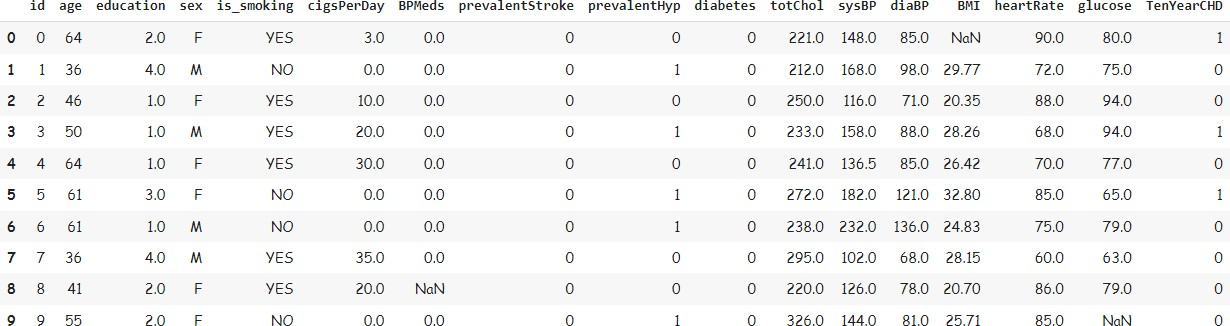 id age education sex is_smoking cigsPerDay BPMeds prevalentStroke prevalentHyp diabetes totChol sysBP diaBP BMI heartRate glucose TenYearCHD
0 0 64 2.0 F YES 3.0 0.0 0 0 0 221.0 148.0 85.0 NaN 90.0 80.0 1
1 1 36 4.0 M NO 0.0 0.0 0 1 0 212.0 168.0 98.0 29.77 72.0 75.0 0
2 2 46 1.0 F YES 10.0 0.0 0 0 0 250.0 116.0 71.0 20.35 88.0 94.0 0
3 3 50 1.0 M YES 20.0 0.0 0 1 0 233.0 158.0 88.0 28.26 68.0 94.0 1
4 4 64 1.0 F YES 30.0 0.0 0 0 0 241.0 136.5 85.0 26.42 70.0 77.0 0
5 5 61 3.0 F NO 0.0 0.0 0 1 0 272.0 182.0 121.0 32.80 85.0 65.0 1
6 6 61 1.0 M NO 0.0 0.0 0 1 0 238.0 232.0 136.0 24.83 75.0 79.0 0
7 7 36 4.0 M YES 35.0 0.0 0 0 0 295.0 102.0 68.0 28.15 60.0 63.0 0
8 8 41 2.0 F YES 20.0 NaN 0 0 0 220.0 126.0 78.0 20.70 86.0 79.0 0
9 9 55 2.0 F NO 0.0 0.0 0 1 0 326.0 144.0 81.0 25.71 85.0 NaN 0